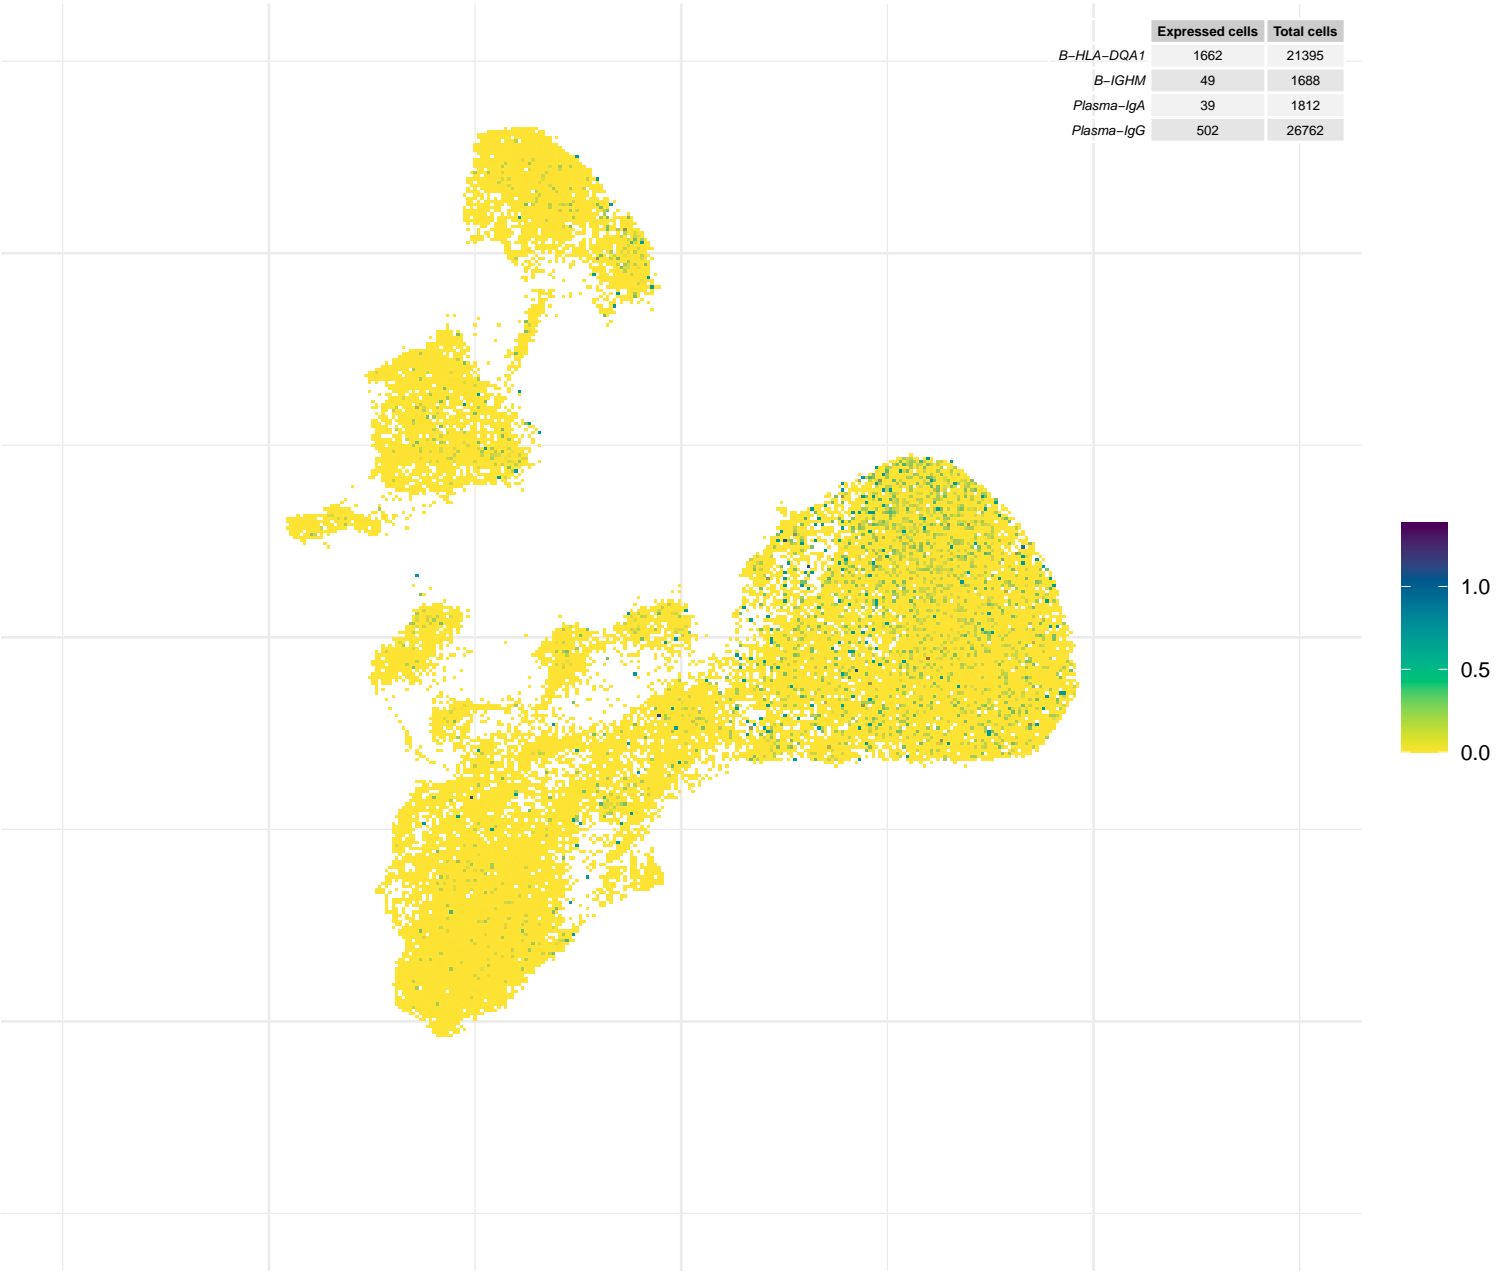 Expressed cells Total cells
B−HLA−DQA1 1662 21395
B−IGHM 49 1688
Plasma−IgA 39 1812
Plasma−IgG 502 26762
1.0
0.5
0.0